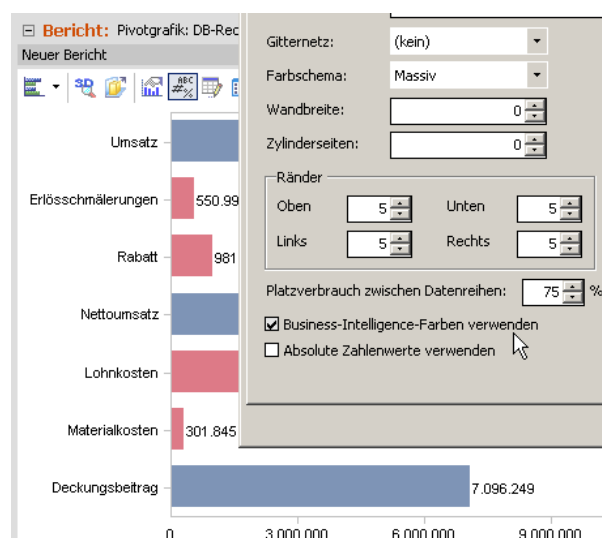 Bericht: Pivotgrafik: DB-Rec
Neuer Bericht
3D
ABC
#%
Umsatz
Erlösschmälerungen
550.99
Rabatt
981
Nettoumsatz
Lohnkosten
Materialkosten
301.845
Deckungsbeitrag
7.096.249
0
3.000.000
6.000.000
9.000.000
Gitternetz: (kein)
Farbschema: Massiv
Wandbreite: 0
Zylinderseiten: 0
Ränder
Oben 5 Unten 5
Links 5 Rechts 5
Platzverbrauch zwischen Datenreihen: 75 %
Business-Intelligence-Farben verwenden
Absolute Zahlenwerte verwenden